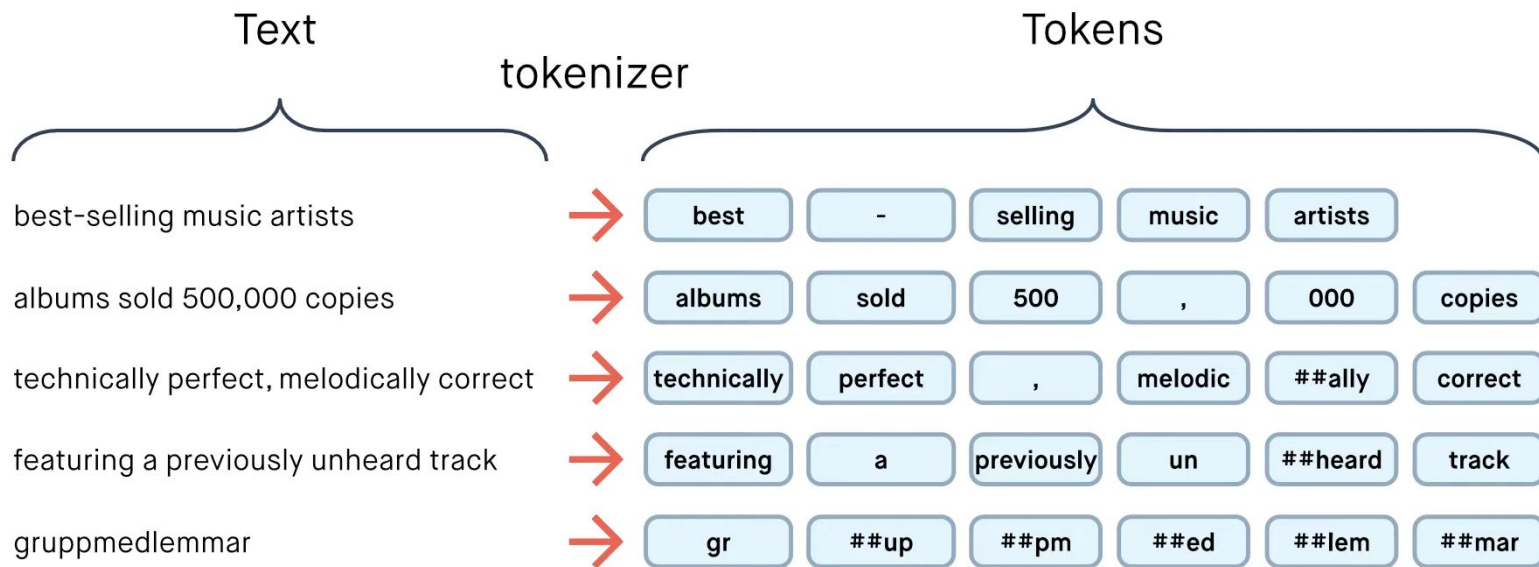 Text
Tokens
tokenizer
best-selling music artists → best - selling music artists
albums sold 500,000 copies → albums sold 500 , 000 copies
technically perfect, melodically correct → technically perfect , melodic ##ally correct
featuring a previously unheard track → featuring a previously un ##heard track
gruppmedlemmar → gr ##up ##pm ##ed ##lem ##mar